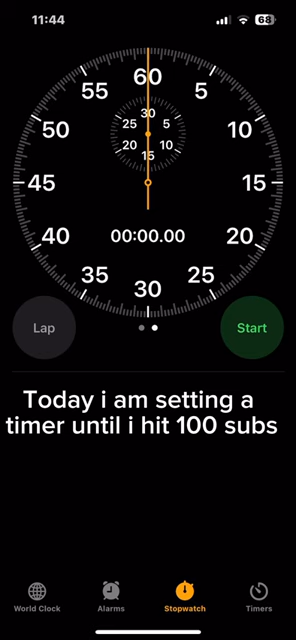 11:44
68
60
55 5
50 10
45 15
40 20
35 25
30
30
25 5
20 10
15
00:00.00
Lap
Start
Today i am setting a
timer until i hit 100 subs
World Clock
Alarms
Stopwatch
Timers